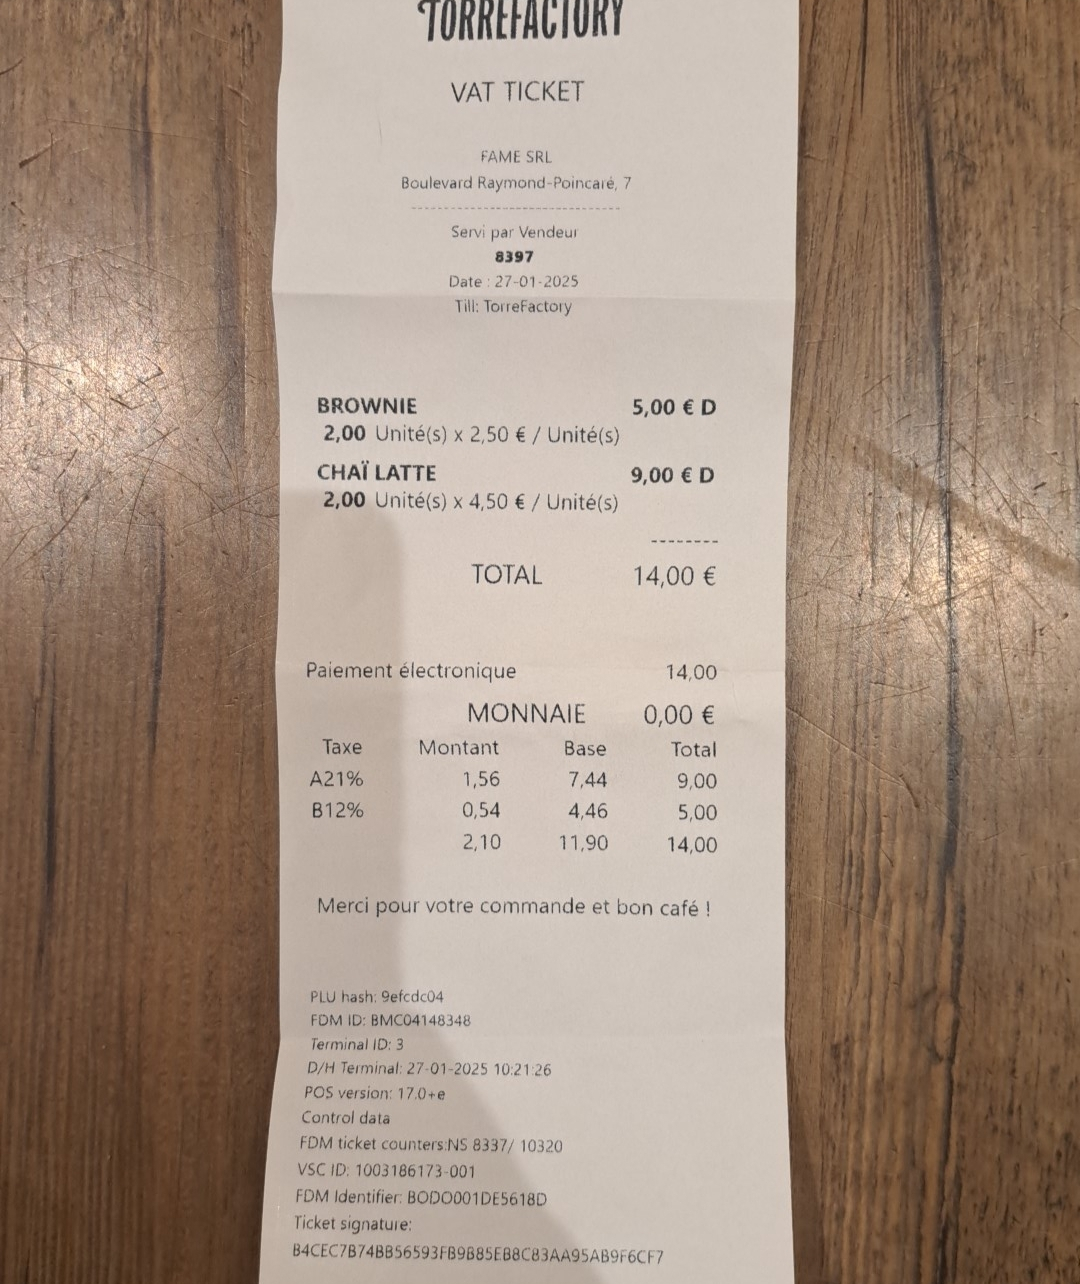 TORREFACTORY
VAT TICKET
FAME SRL
Boulevard Raymond-Poincaré, 7
--------------------------------
Servi par Vendeur
8397
Date : 27-01-2025
Till: TorreFactory
BROWNIE 5,00 € D
2,00 Unité(s) x 2,50 € / Unité(s)
CHAÏ LATTE 9,00 € D
2,00 Unité(s) x 4,50 € / Unité(s)
--------
TOTAL 14,00 €
Paiement électronique 14,00
MONNAIE 0,00 €
Taxe Montant Base Total
A21% 1,56 7,44 9,00
B12% 0,54 4,46 5,00
2,10 11,90 14,00
Merci pour votre commande et bon café !
PLU hash: 9efcdc04
FDM ID: BMC04148348
Terminal ID: 3
D/H Terminal: 27-01-2025 10:21:26
POS version: 17.0+e
Control data
FDM ticket counters:NS 8337/ 10320
VSC ID: 1003186173-001
FDM Identifier: BODO001DE5618D
Ticket signature:
B4CEC7B74BB56593FB9B85EB8C83AA95AB9F6CF7